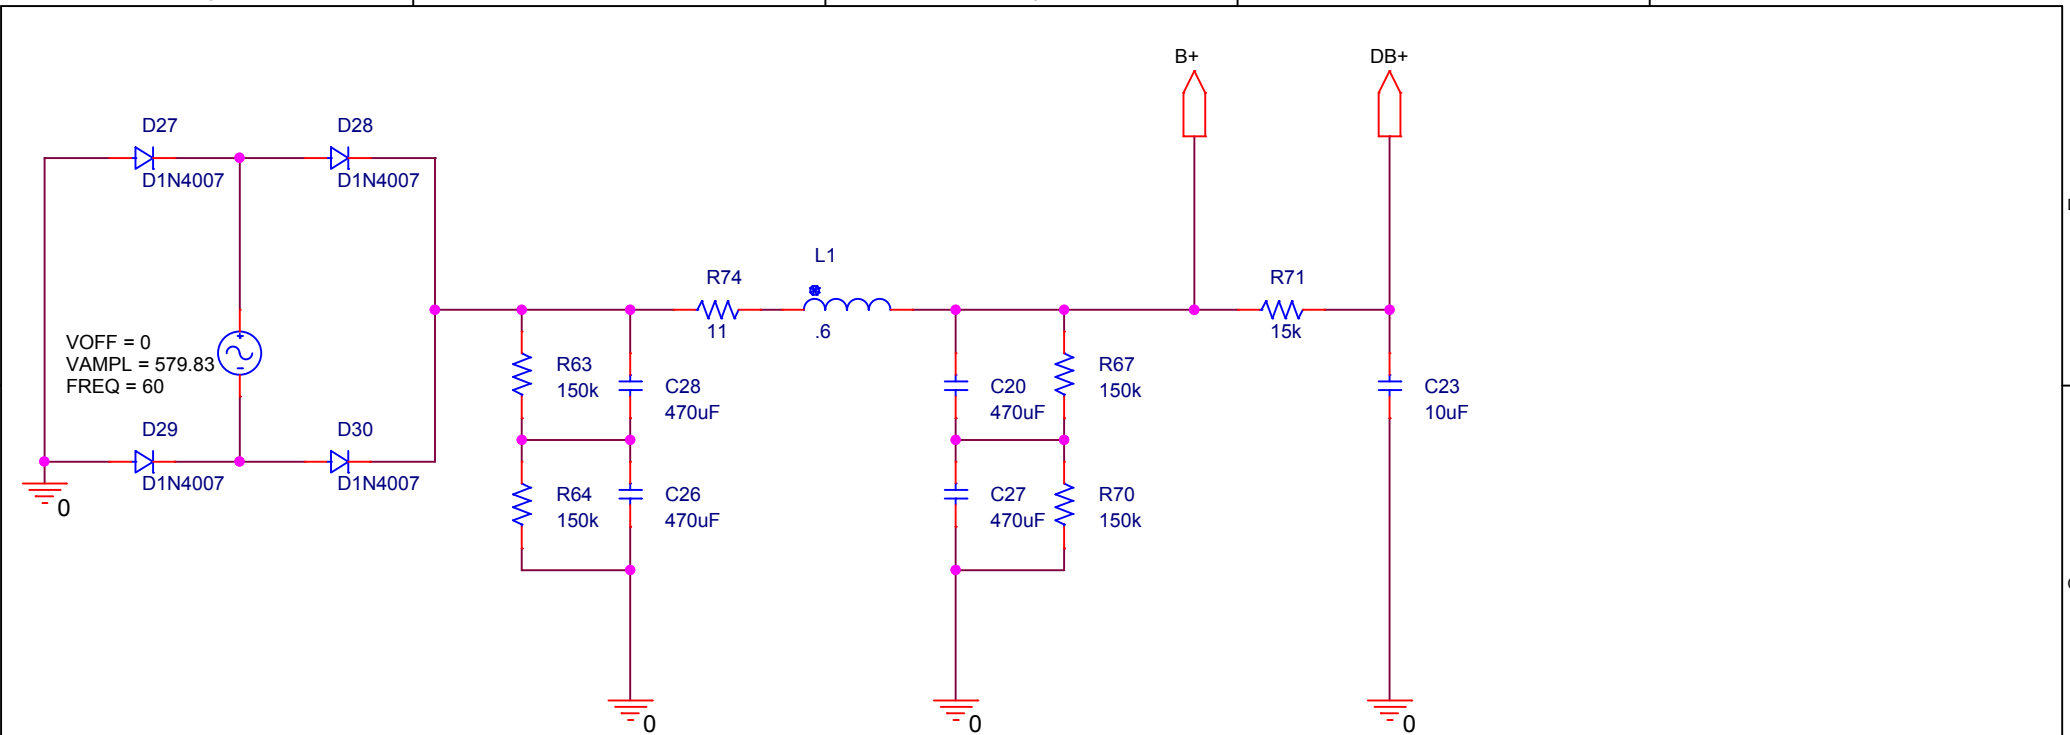 B+
DB+
D27
D28
D1N4007
D1N4007
L1
R74
R71
11
.6
15k
VOFF = 0
VAMPL = 579.83
FREQ = 60
R63
150k
C28
470uF
C20
470uF
R67
150k
C23
10uF
D29
D30
D1N4007
D1N4007
0
R64
150k
C26
470uF
C27
470uF
R70
150k
0
0
0